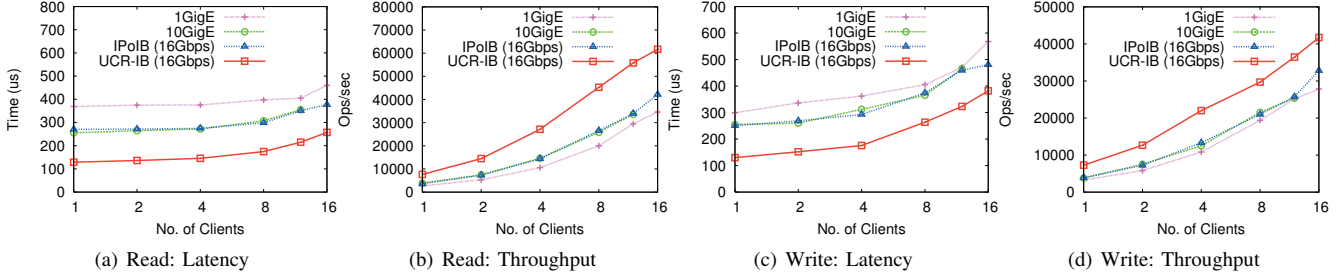 800
700
600
500
400
300
200
100
0
Time (us)
1GigE
10GigE
IPoIB (16Gbps)
UCR-IB (16Gbps)
1 2 4 8 16
No. of Clients
(a) Read: Latency
80000
70000
60000
50000
40000
30000
20000
10000
0
Ops/sec
1GigE
10GigE
IPoIB (16Gbps)
UCR-IB (16Gbps)
1 2 4 8 16
No. of Clients
(b) Read: Throughput
700
600
500
400
300
200
100
0
Time (us)
1GigE
10GigE
IPoIB (16Gbps)
UCR-IB (16Gbps)
1 2 4 8 16
No. of Clients
(c) Write: Latency
50000
40000
30000
20000
10000
0
Ops/sec
1GigE
10GigE
IPoIB (16Gbps)
UCR-IB (16Gbps)
1 2 4 8 16
No. of Clients
(d) Write: Throughput